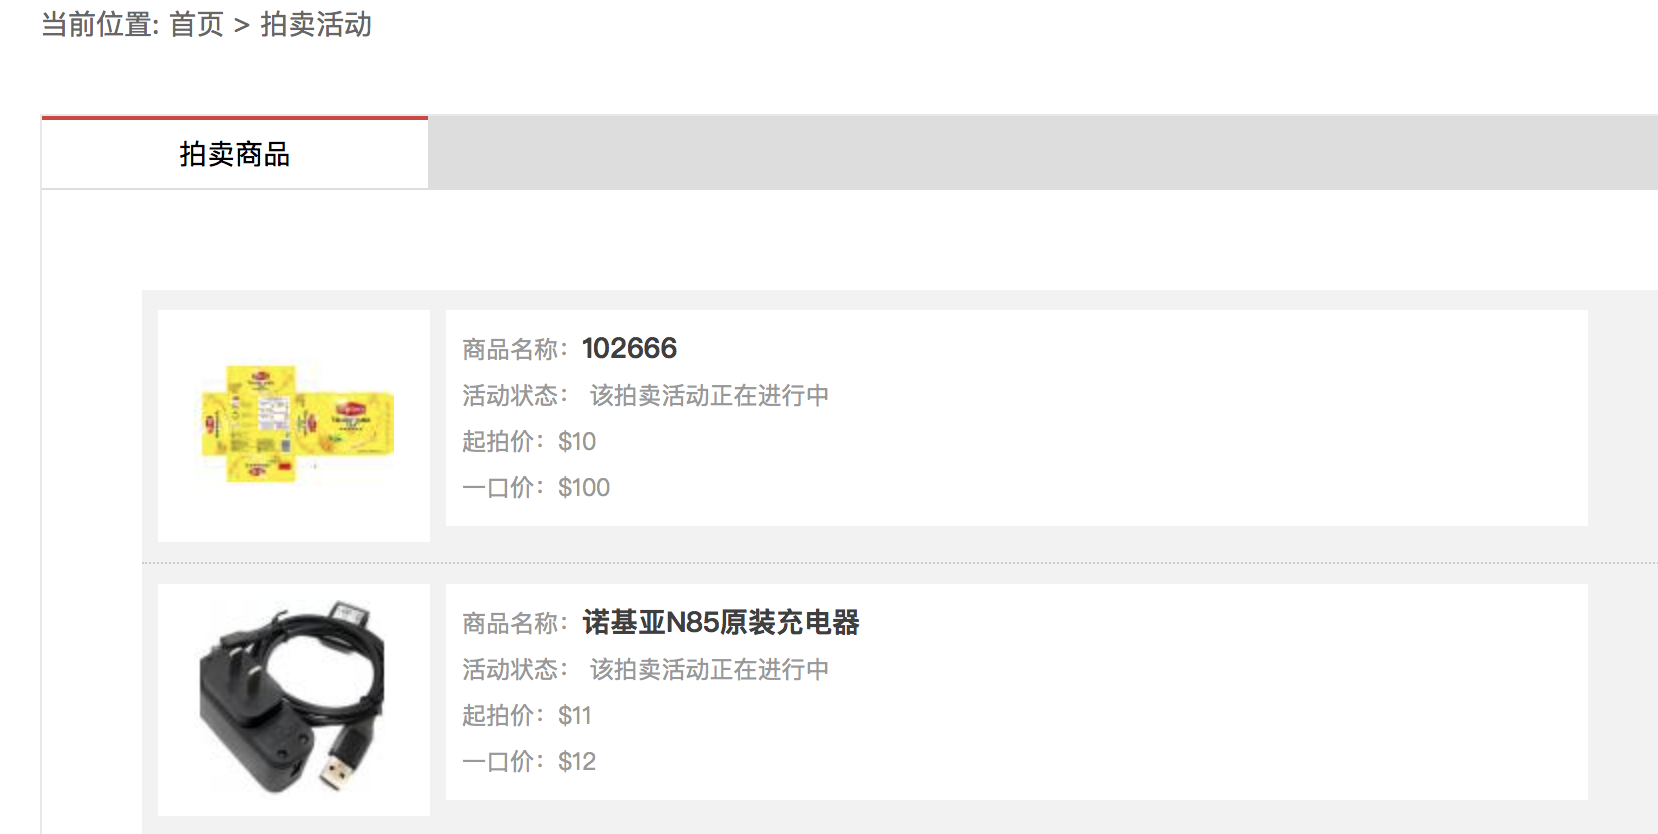 当前位置: 首页 > 拍卖活动
拍卖商品
商品名称：102666
活动状态： 该拍卖活动正在进行中
起拍价：$10
一口价：$100
商品名称：诺基亚N85原装充电器
活动状态： 该拍卖活动正在进行中
起拍价：$11
一口价：$12